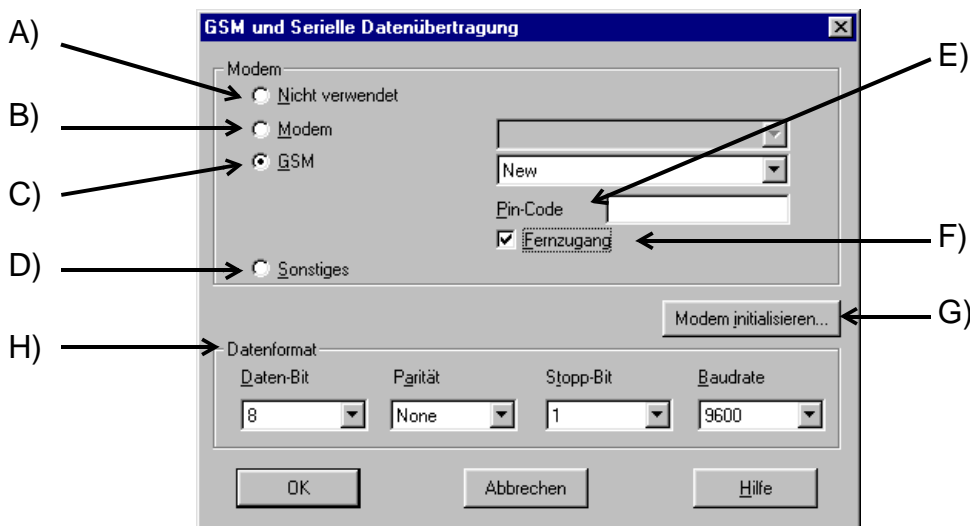 GSM und Serielle Datenübertragung
A)
Modem
E)
Nicht verwendet
B)
Modem
GSM
C)
New
Pin-Code
Fernzugang
F)
D)
Sonstiges
Modem initialisieren...
G)
H)
Datenformat
Daten-Bit Parität Stopp-Bit Baudrate
8 None 1 9600
OK Abbrechen Hilfe